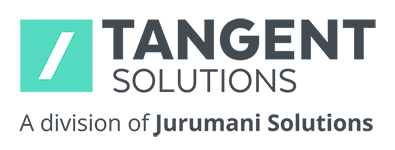 TANGENT
SOLUTIONS
A division of Jurumani Solutions